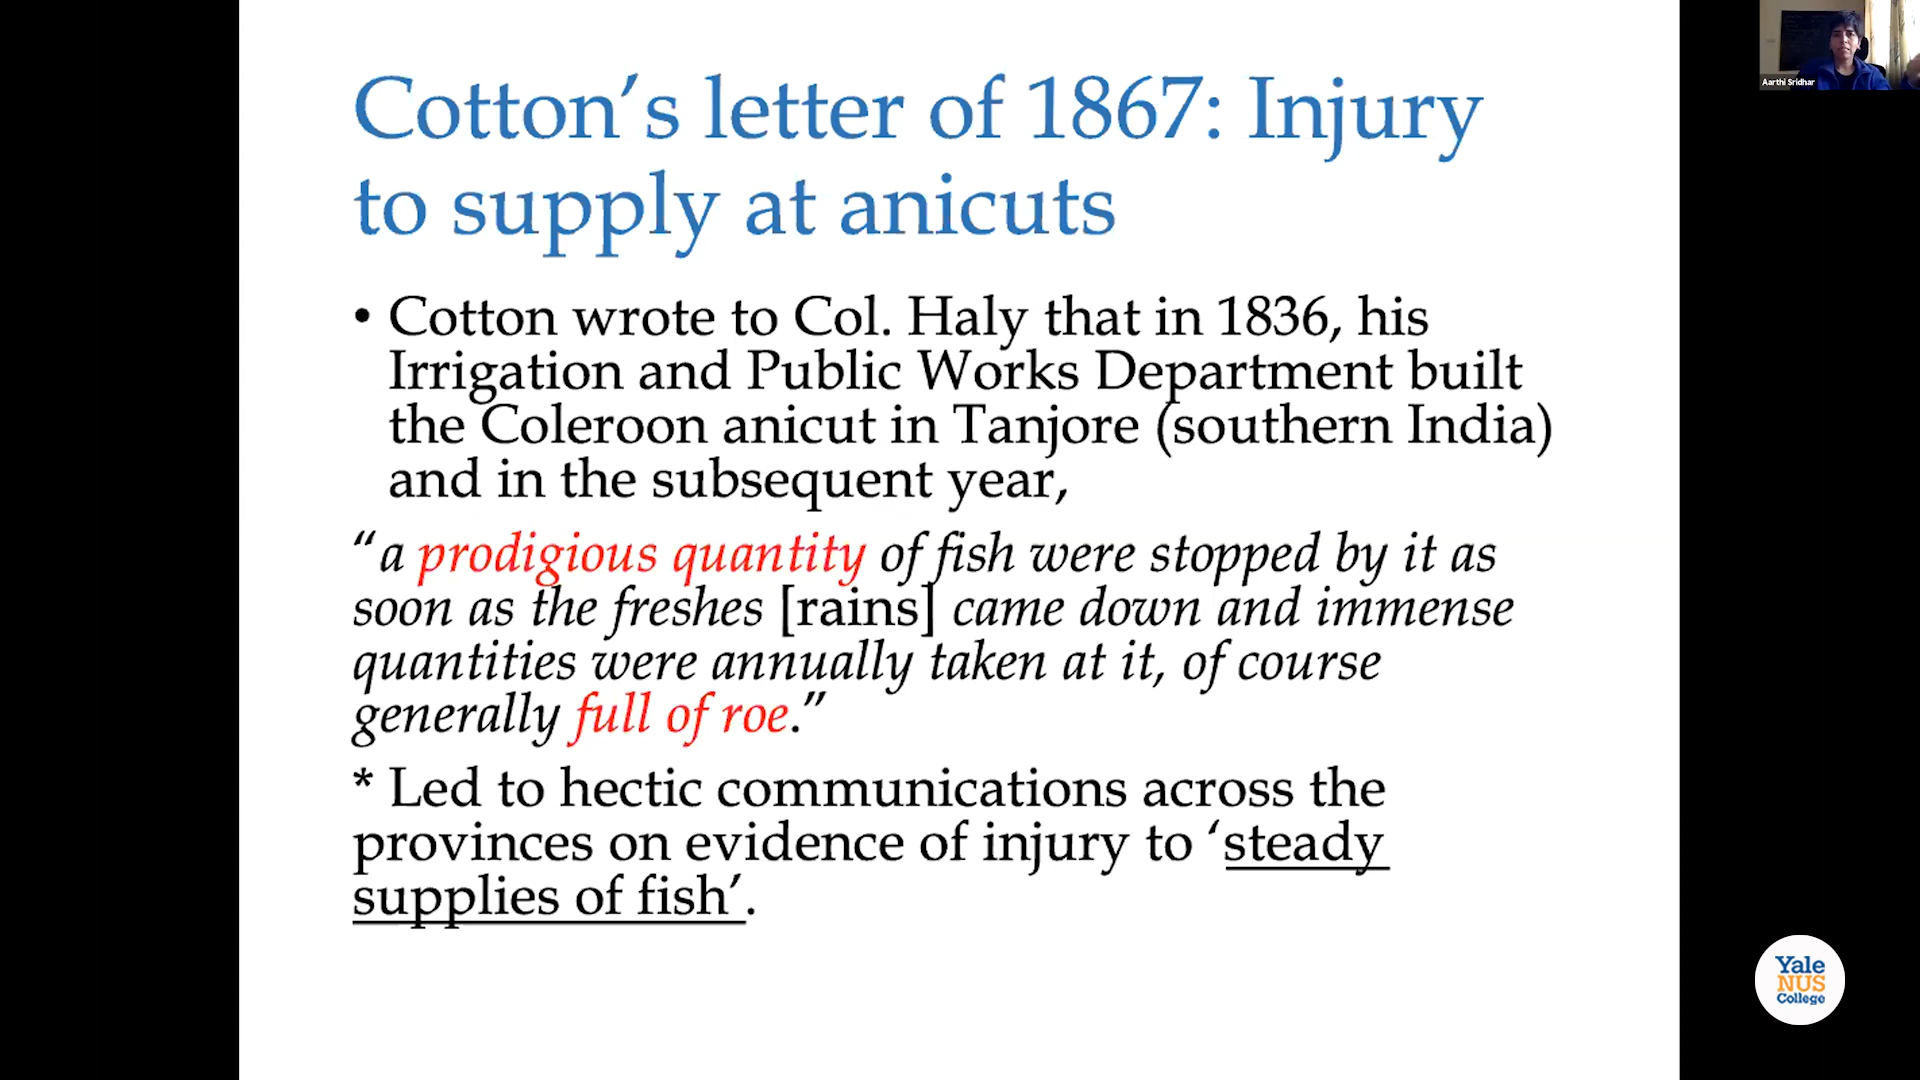 Aarthi Sridhar
Cotton’s letter of 1867: Injury
to supply at anicuts
• Cotton wrote to Col. Haly that in 1836, his
Irrigation and Public Works Department built
the Coleroon anicut in Tanjore (southern India)
and in the subsequent year,
“a prodigious quantity of fish were stopped by it as
soon as the freshes [rains] came down and immense
quantities were annually taken at it, of course
generally full of roe.”
* Led to hectic communications across the
provinces on evidence of injury to ‘steady
supplies of fish’.
Yale
NUS
College